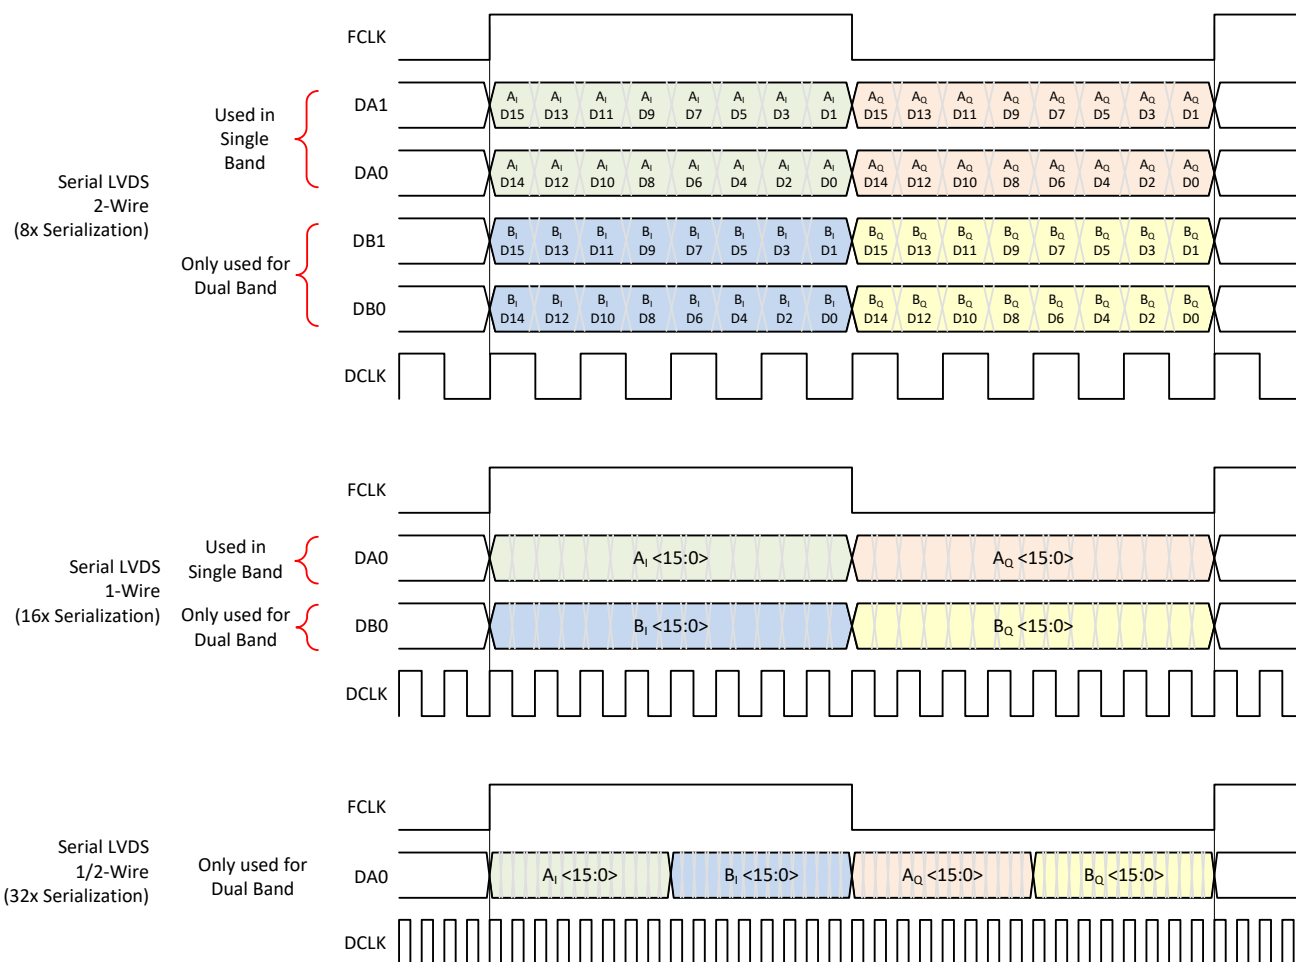 FCLK
Used in
Single
Band
DA1
A_I A_I A_I A_I A_I A_I A_I A_I A_Q A_Q A_Q A_Q A_Q A_Q A_Q A_Q
D15 D13 D11 D9 D7 D5 D3 D1 D15 D13 D11 D9 D7 D5 D3 D1
DA0
A_I A_I A_I A_I A_I A_I A_I A_I A_Q A_Q A_Q A_Q A_Q A_Q A_Q A_Q
D14 D12 D10 D8 D6 D4 D2 D0 D14 D12 D10 D8 D6 D4 D2 D0
Serial LVDS
2-Wire
(8x Serialization)
Only used for
Dual Band
DB1
B_I B_I B_I B_I B_I B_I B_I B_I B_Q B_Q B_Q B_Q B_Q B_Q B_Q B_Q
D15 D13 D11 D9 D7 D5 D3 D1 D15 D13 D11 D9 D7 D5 D3 D1
DB0
B_I B_I B_I B_I B_I B_I B_I B_I B_Q B_Q B_Q B_Q B_Q B_Q B_Q B_Q
D14 D12 D10 D8 D6 D4 D2 D0 D14 D12 D10 D8 D6 D4 D2 D0
DCLK
FCLK
Serial LVDS
1-Wire
(16x Serialization)
Used in
Single Band
DA0 A_I <15:0> A_Q <15:0>
Only used for
Dual Band
DB0 B_I <15:0> B_Q <15:0>
DCLK
FCLK
Serial LVDS
1/2-Wire
(32x Serialization)
Only used for
Dual Band
DA0 A_I <15:0> B_I <15:0> A_Q <15:0> B_Q <15:0>
DCLK